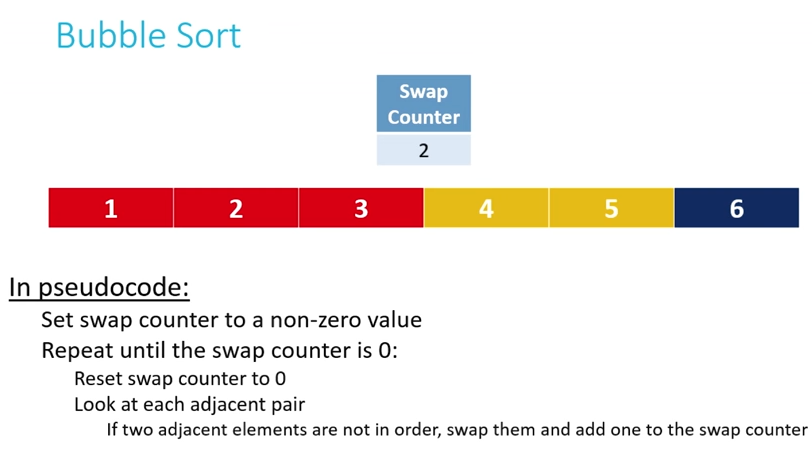 Bubble Sort
Swap
Counter
2
1 2 3 4 5 6
In pseudocode:
Set swap counter to a non-zero value
Repeat until the swap counter is 0:
Reset swap counter to 0
Look at each adjacent pair
If two adjacent elements are not in order, swap them and add one to the swap counter